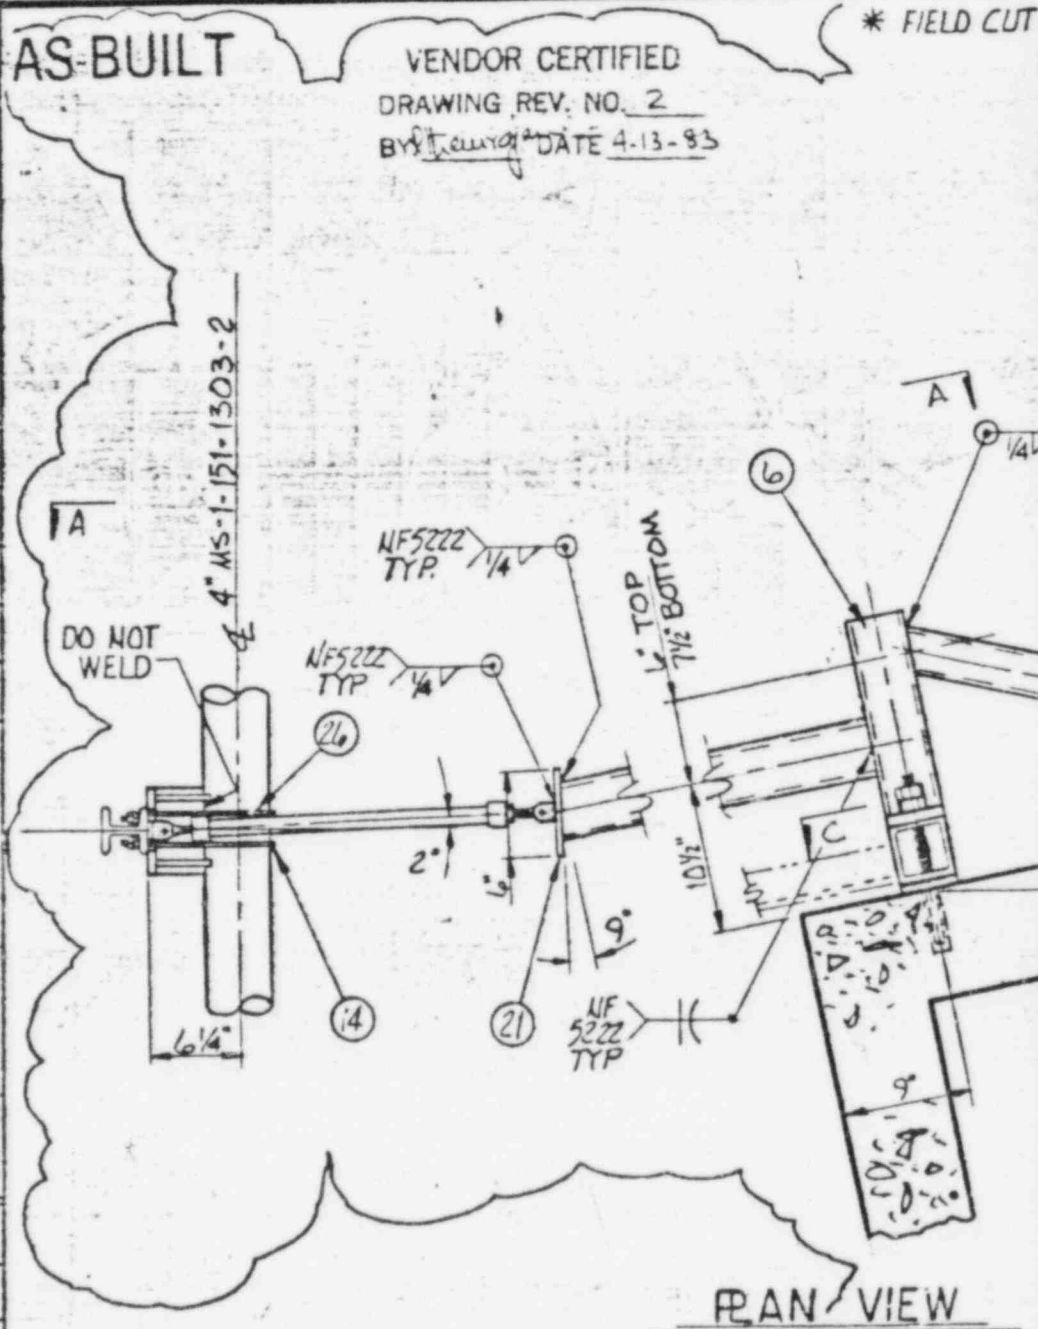 * FIELD CUT
AS-BUILT
VENDOR CERTIFIED
DRAWING REV. NO. 2
BY DATE 4-13-83
A
1/4
6
4" MS-1-151-1303-2
A
NF5222
TYP.
1/4
6" TOP
7½" BOTTOM
DO NOT
WELD
NF5222
TYP
1/4
26
2°
6"
10½"
C
9°
14
21
NF
5222
TYP
6¼"
9"
PLAN VIEW